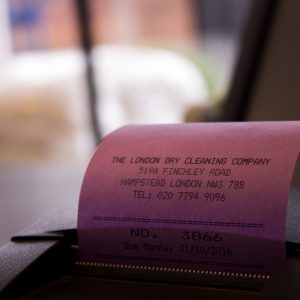 THE LONDON DRY CLEANING COMPANY
519A FINCHLEY ROAD
HAMPSTEAD LONDON NW3 7BB
TEL: 020 7794 9096
NO. 3866
Due Monday 31/10/2016